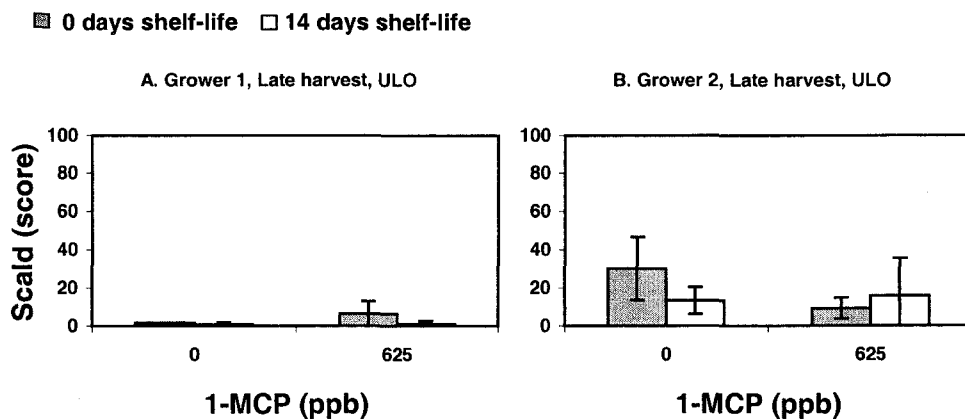 0 days shelf-life 14 days shelf-life
A. Grower 1, Late harvest, ULO
B. Grower 2, Late harvest, ULO
Scald (score)
100
80
60
40
20
0
0 625
1-MCP (ppb)
100
80
60
40
20
0
0 625
1-MCP (ppb)